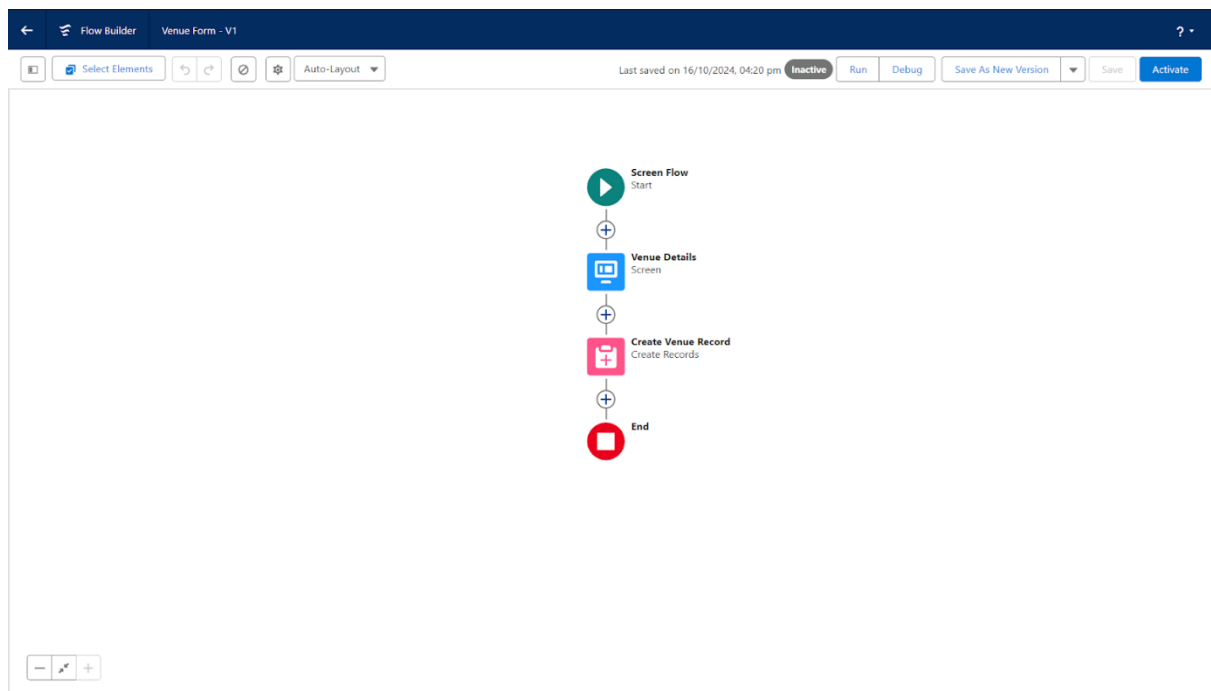 Flow Builder Venue Form - V1 ?
Select Elements Auto-Layout Last saved on 16/10/2024, 04:20 pm Inactive Run Debug Save As New Version Save Activate
Screen Flow
Start
Venue Details
Screen
Create Venue Record
Create Records
End